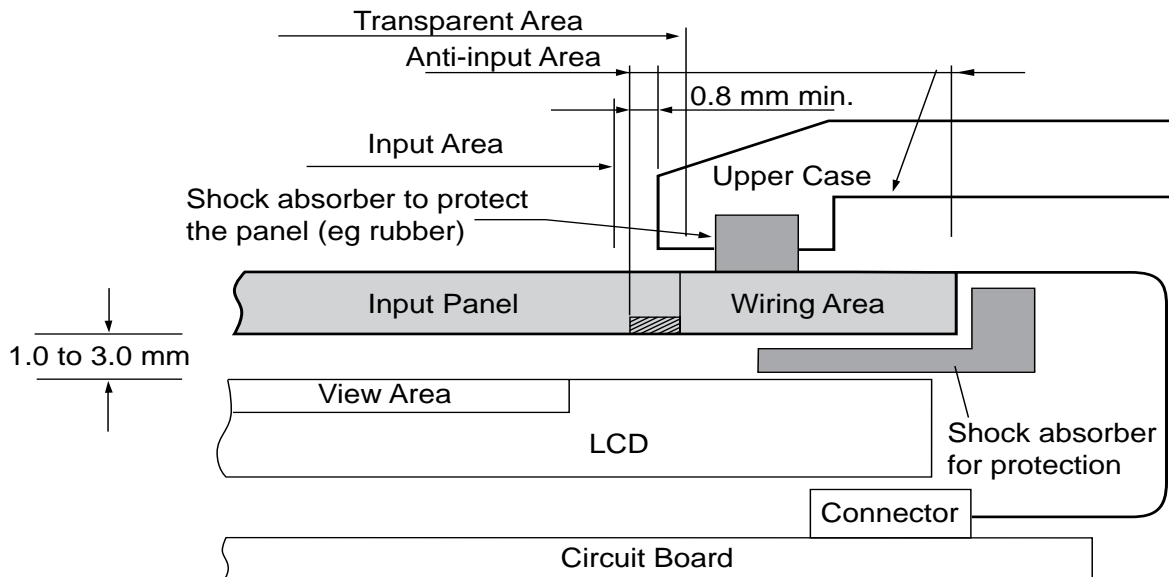 Transparent Area
Anti-input Area
0.8 mm min.
Input Area
Upper Case
Shock absorber to protect
the panel (eg rubber)
Input Panel
Wiring Area
1.0 to 3.0 mm
View Area
LCD
Shock absorber
for protection
Connector
Circuit Board